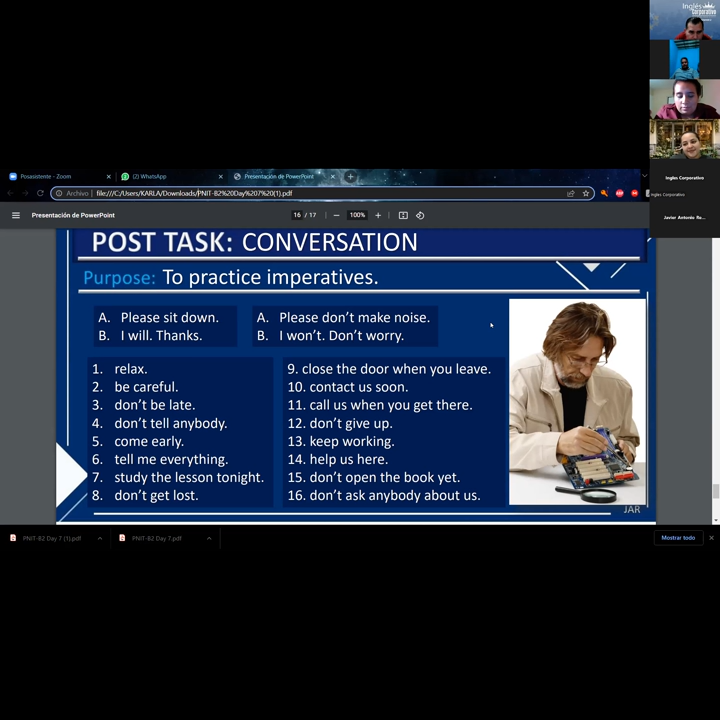 Inglés
Corporation
Posasistente - Zoom
(2) WhatsApp
Presentación de PowerPoint
Archivo
file:///C:/Users/KARLA/Downloads/PNIT-B2%20Day%207%20(1).pdf
Presentación de PowerPoint
16 / 17
100%
Ingles Corporativo
Ingles Corporativo
Javier Antonio Ro...
POST TASK: CONVERSATION
Purpose: To practice imperatives.
A. Please sit down.
B. I will. Thanks.
A. Please don't make noise.
B. I won't. Don't worry.
1. relax.
2. be careful.
3. don't be late.
4. don't tell anybody.
5. come early.
6. tell me everything.
7. study the lesson tonight.
8. don't get lost.
9. close the door when you leave.
10. contact us soon.
11. call us when you get there.
12. don't give up.
13. keep working.
14. help us here.
15. don't open the book yet.
16. don't ask anybody about us.
JAR
PNIT-B2 Day 7 (1).pdf
PNIT-B2 Day 7.pdf
Mostrar todo